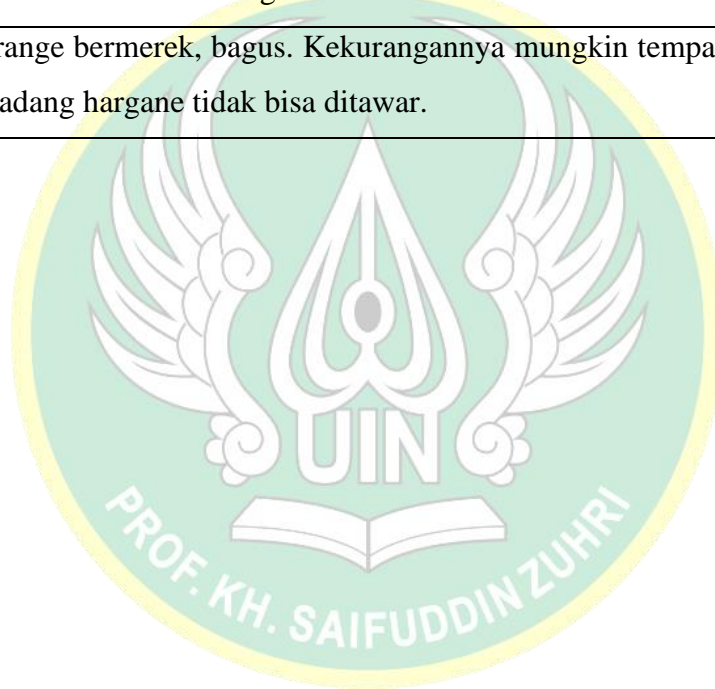 range bermerek, bagus. Kekurangannya mungkin tempa
adang hargane tidak bisa ditawar.
UIN
PROF. KH. SAIFUDDIN ZUHRI